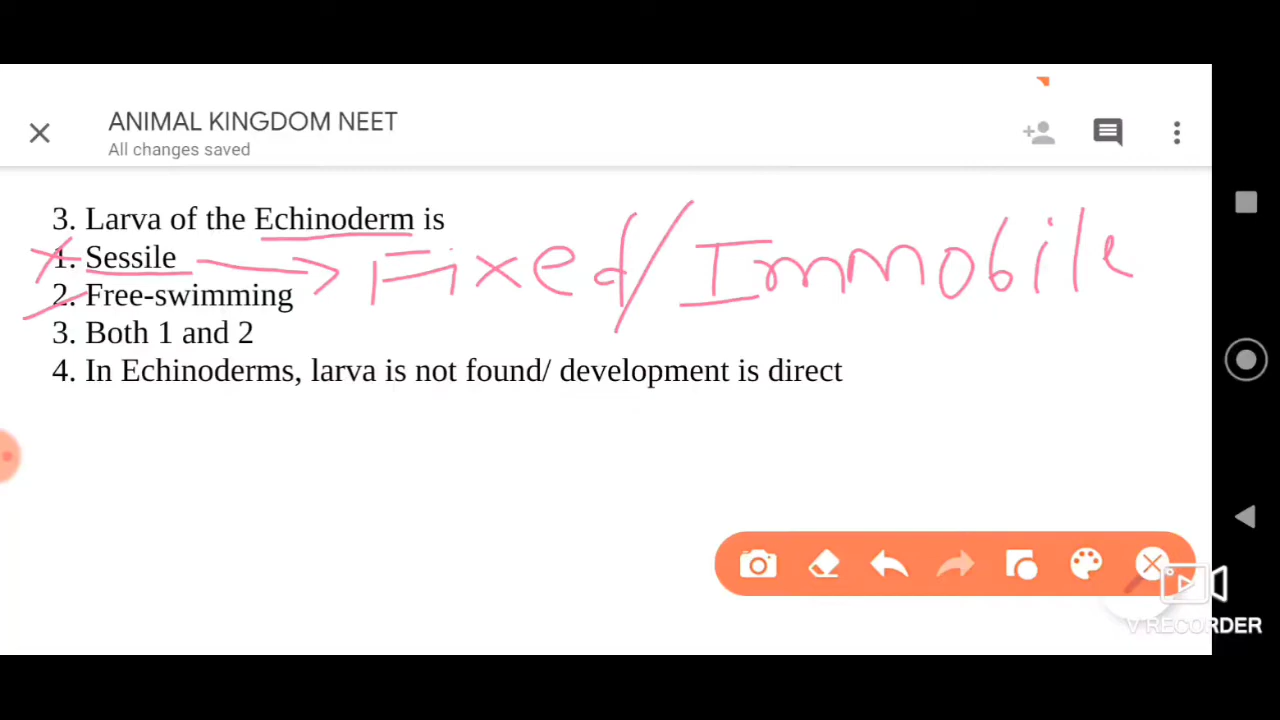 ANIMAL KINGDOM NEET
All changes saved
3. Larva of the Echinoderm is
1. Sessile Fixed/Immobile
2. Free-swimming
3. Both 1 and 2
4. In Echinoderms, larva is not found/ development is direct
V RECORDER